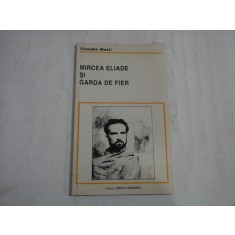 Claudio Mutti
MIRCEA ELIADE
ȘI
GARDA DE FIER